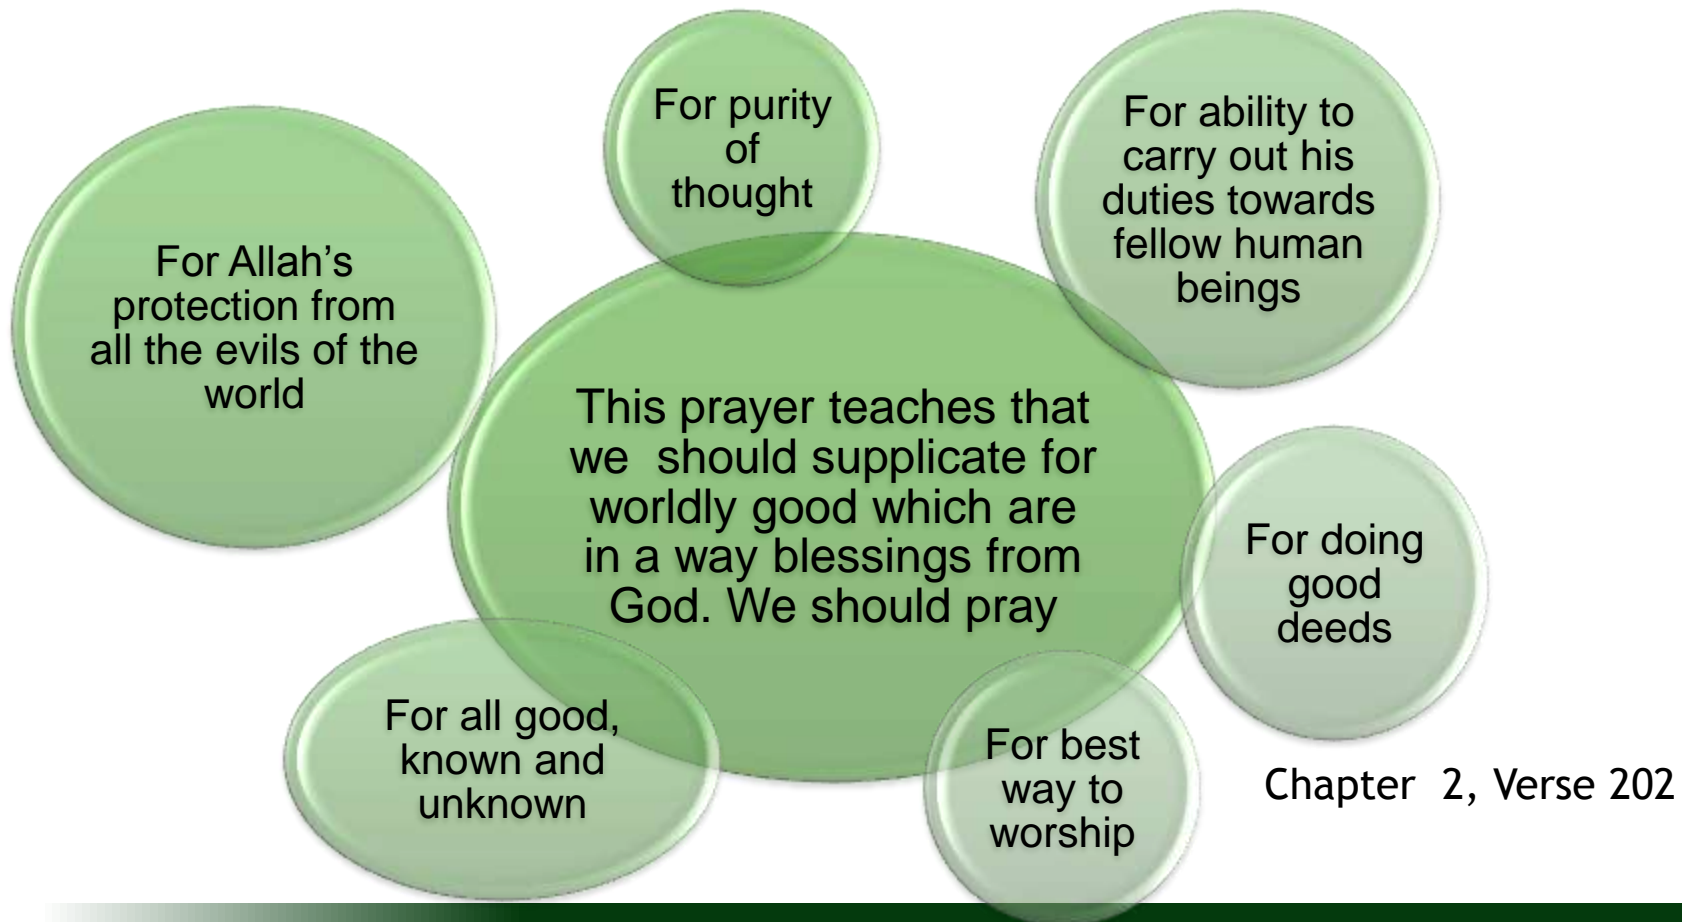 For purity
of
thought
For ability to
carry out his
duties towards
fellow human
beings
For Allah’s
protection from
all the evils of the
world
This prayer teaches that
we  should supplicate for
worldly good which are
in a way blessings from
God. We should pray
For doing
good
deeds
For all good,
known and
unknown
For best
way to
worship
Chapter  2, Verse 202